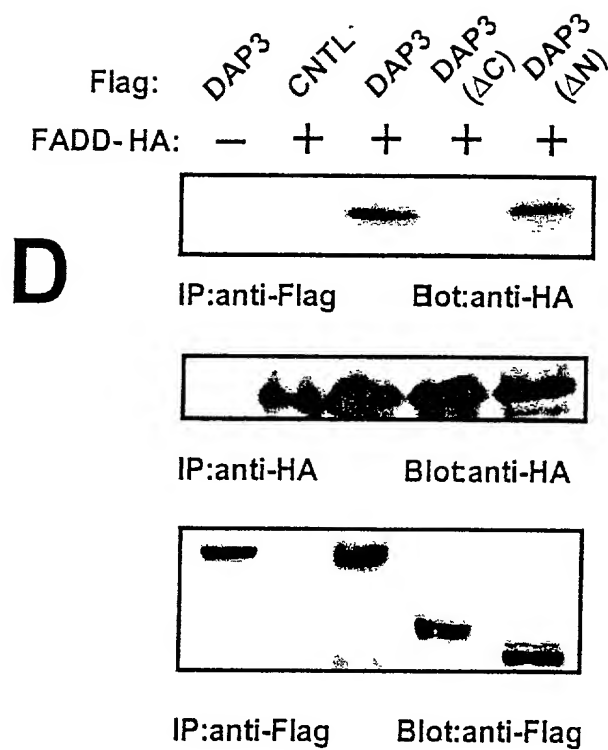 Flag: DAP3 CNTL DAP3 DAP3 (ΔC) DAP3 (ΔN)
FADD-HA: − + + + +
D
IP:anti-Flag Blot:anti-HA
IP:anti-HA Blot:anti-HA
IP:anti-Flag Blot:anti-Flag